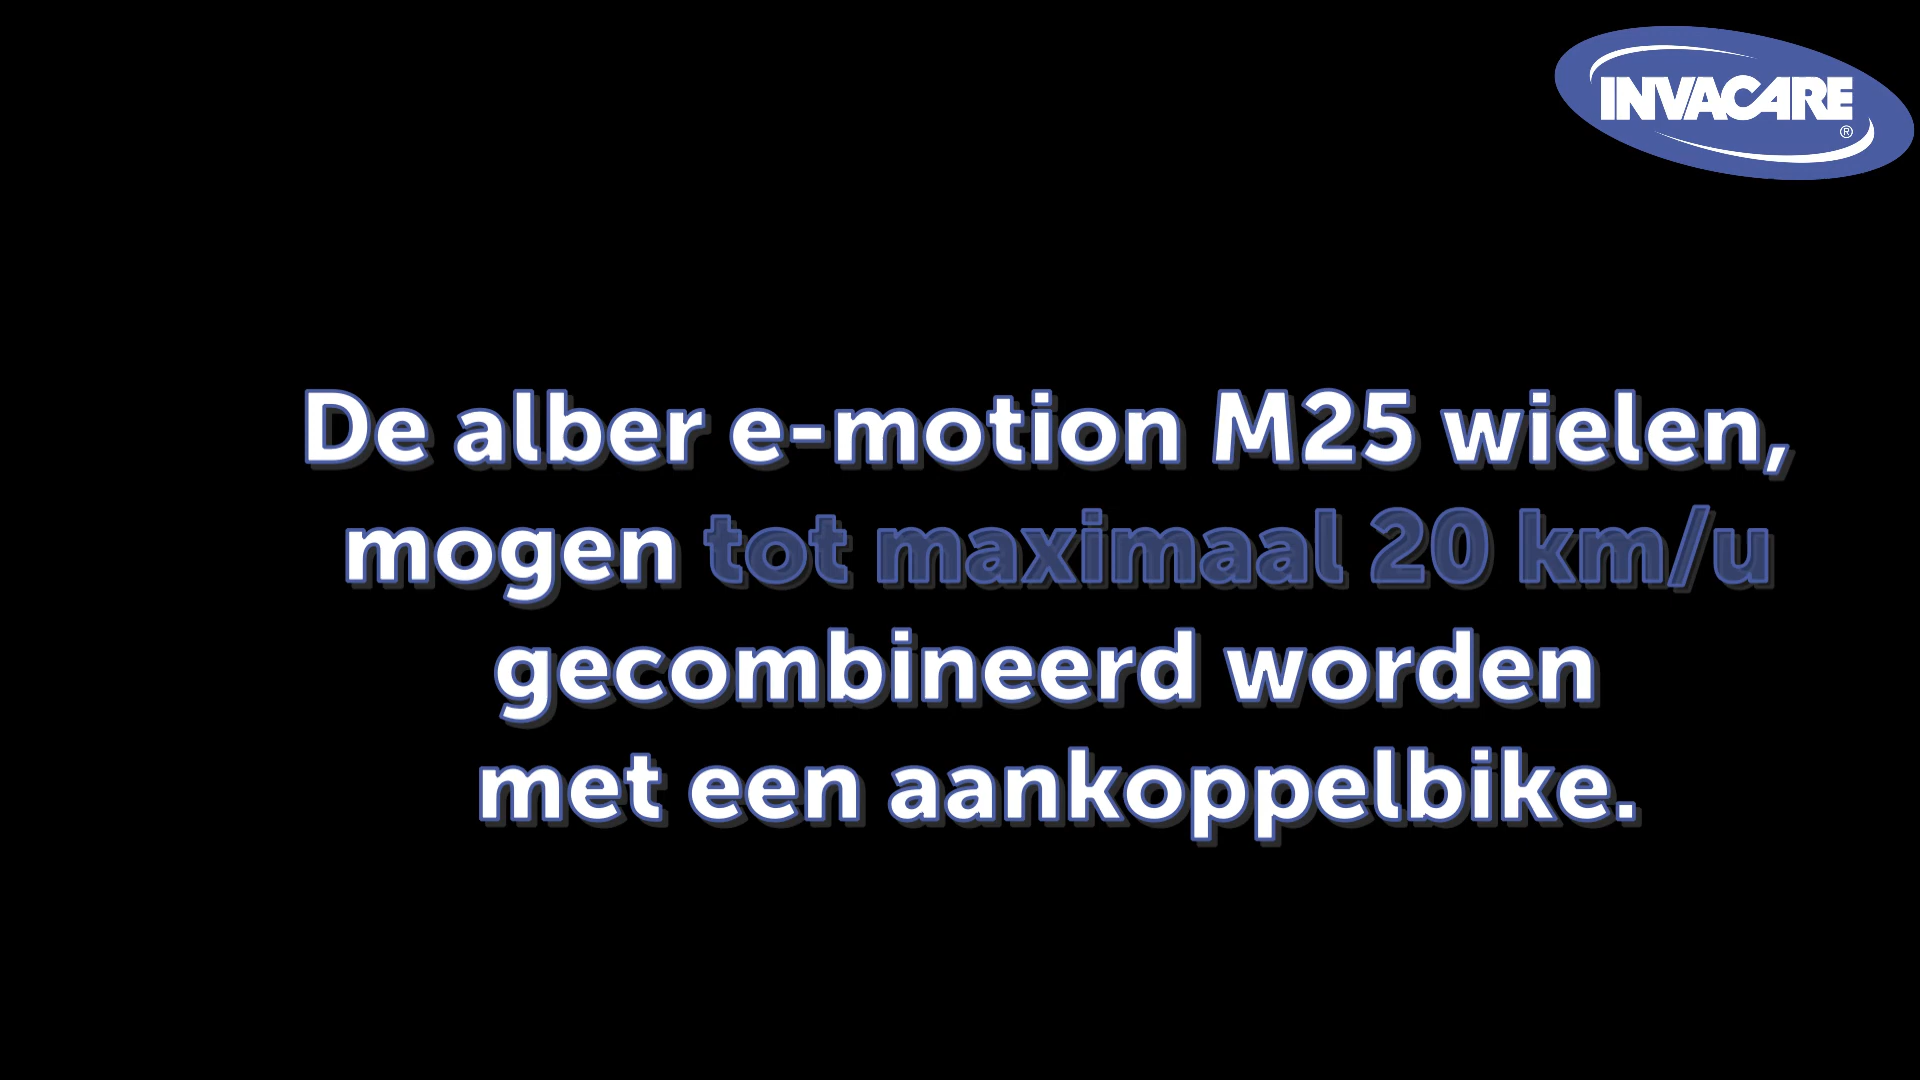 INVACARE®
De alber e-motion M25 wielen,
mogen tot maximaal 20 km/u
gecombineerd worden
met een aankoppelbike.